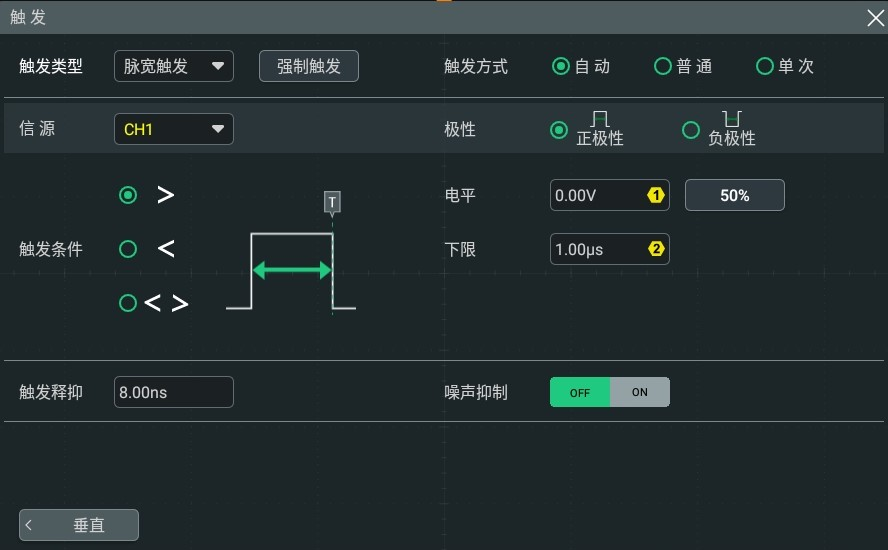 触 发
触发类型 脉宽触发 强制触发 触发方式 自 动 普 通 单 次
信 源 CH1 极性 正极性 负极性
T
电平 0.00V 1 50%
>
触发条件 < 下限 1.00μs 2
< >
触发释抑 8.00ns 噪声抑制 OFF ON
< 垂直